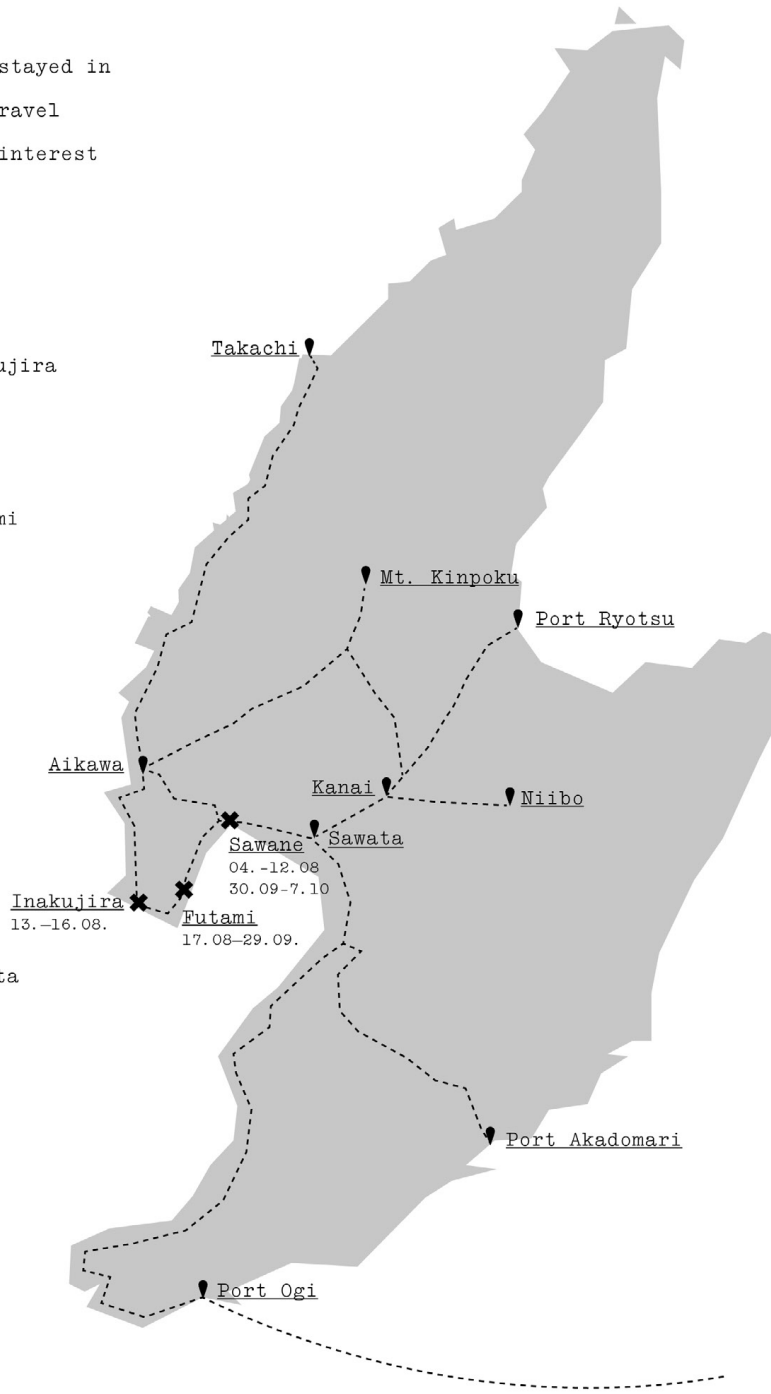 stayed in
ravel
interest
Takachi
ujira
mi
Mt. Kinpoku
Port Ryotsu
Aikawa
Kanai
Niibo
Sawata
Sawane
04.-12.08
30.09-7.10
Inakujira
13.—16.08.
Futami
17.08—29.09.
ta
Port Akadomari
Port Ogi